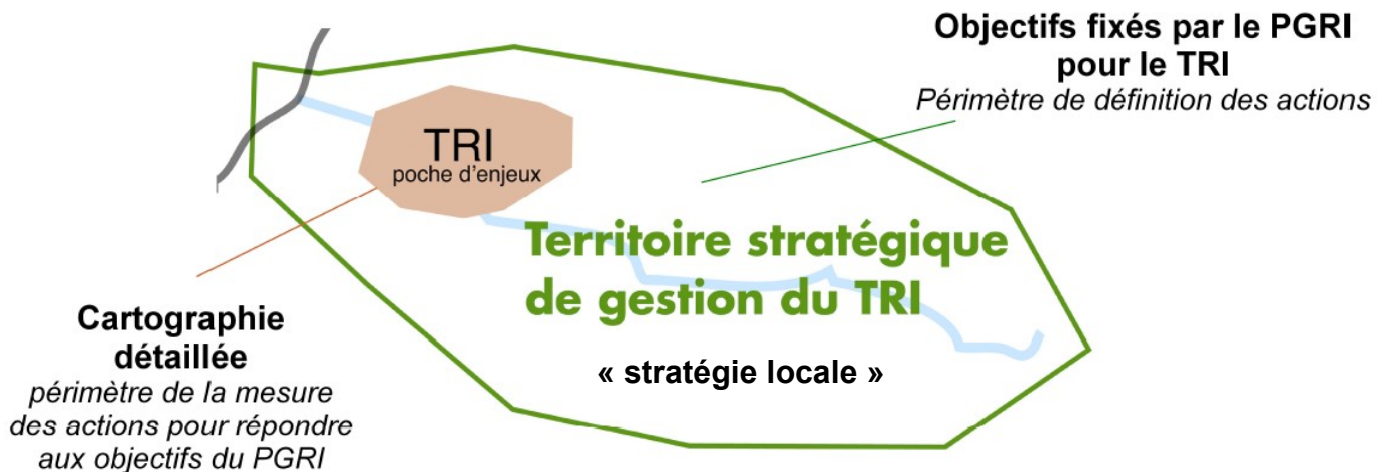 Objectifs fixés par le PGRI
pour le TRI
Périmètre de définition des actions
TRI
poche d'enjeux
Territoire stratégique
de gestion du TRI
« stratégie locale »
Cartographie
détaillée
périmètre de la mesure
des actions pour répondre
aux objectifs du PGRI